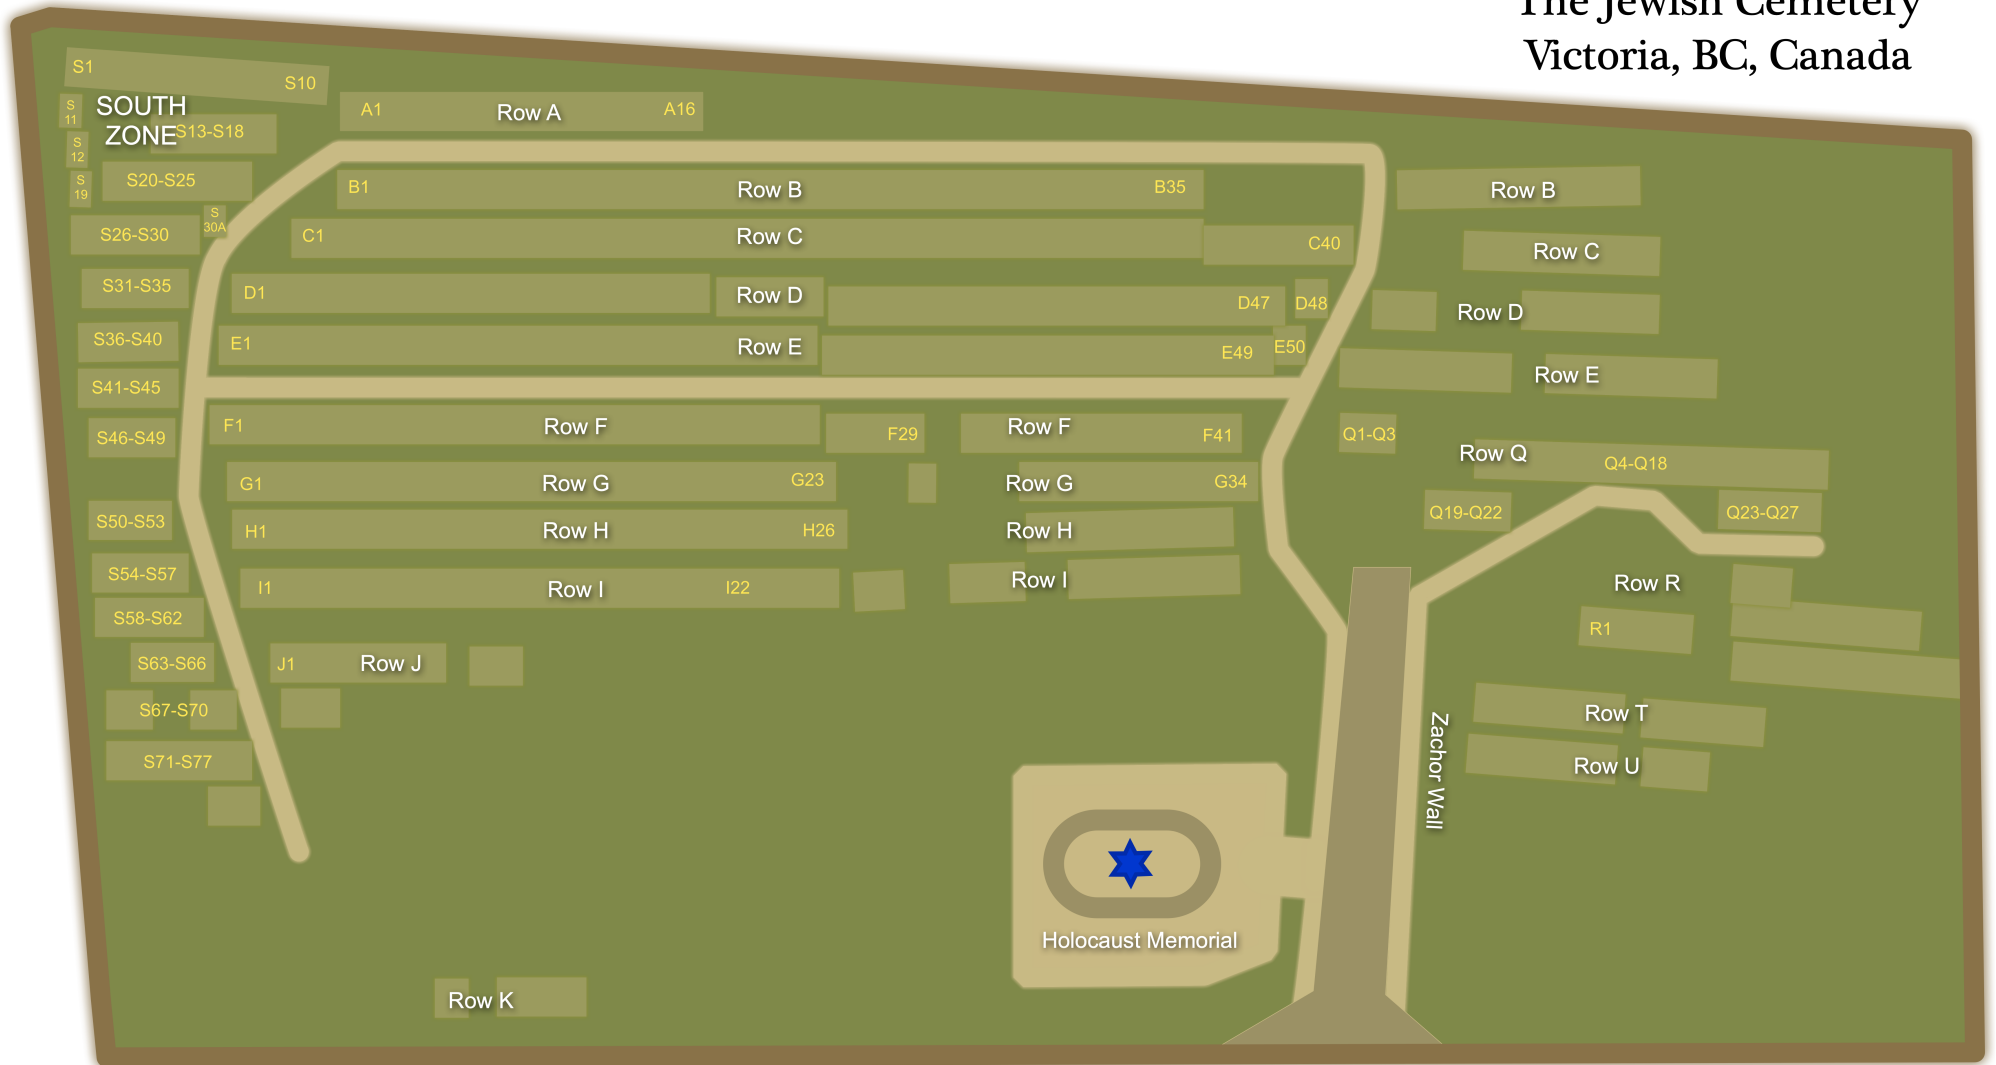 The Jewish Cemetery
Victoria, BC, Canada
S1
S10
S
11
SOUTH
ZONE
S13-S18
S
12
S
19
S20-S25
S
30A
S26-S30
S31-S35
S36-S40
S41-S45
S46-S49
S50-S53
S54-S57
S58-S62
S63-S66
S67-S70
S71-S77
A1 Row A A16
B1 Row B B35
C1 Row C C40
D1 Row D D47 D48
E1 Row E E49 E50
F1 Row F F29 Row F F41
G1 Row G G23 Row G G34
H1 Row H H26 Row H
I1 Row I I22 Row I
J1 Row J
Row K
Row B
Row C
Row D
Row E
Q1-Q3
Row Q Q4-Q18
Q19-Q22 Q23-Q27
Row R
R1
Row T
Row U
Zachor Wall
Holocaust Memorial